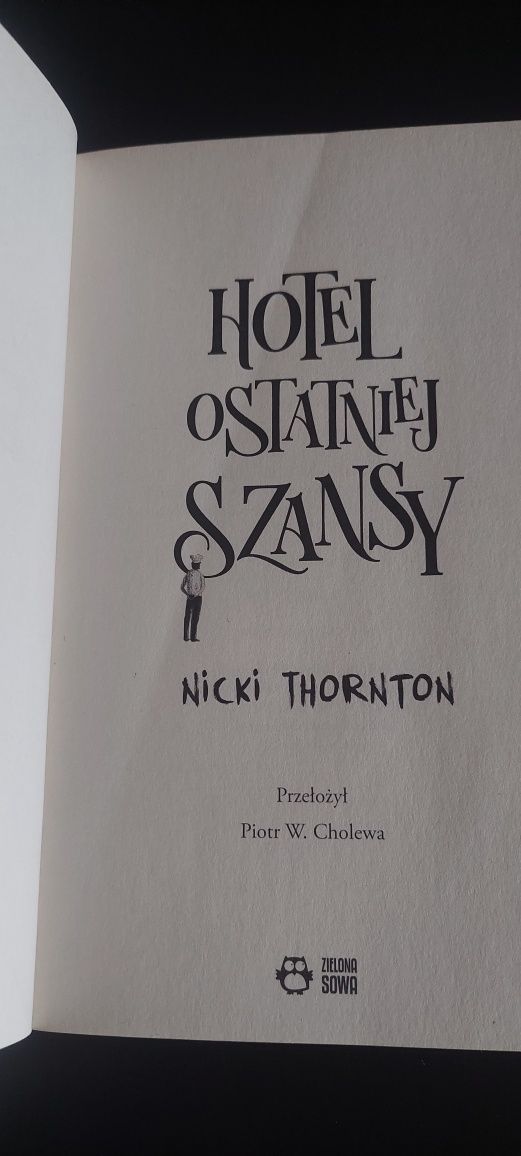 HOTEL
OSTATNIEJ
SZANSY
NiCKi THORNTON
Przełożył
Piotr W. Cholewa
ZIELONA
SOWA